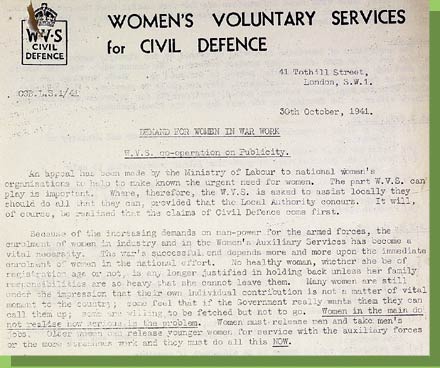 WOMEN'S VOLUNTARY SERVICES
for CIVIL DEFENCE
W·V·S
CIVIL
DEFENCE
41 Tothill Street,
London, S.W.1.
30th October, 1941.
DEMAND FOR WOMEN IN WAR WORK
W.V.S. co-operation on Publicity.
An appeal has been made by the Ministry of Labour to national women's
organisations to help to make known the urgent need for women. The part W.V.S. can
play is important. Where, therefore, the W.V.S. is asked to assist locally they
should do all that they can, provided that the Local Authority concurs. It will,
of course, be realised that the claims of Civil Defence come first.
Because of the increasing demands on man-power for the armed forces, the
enrolment of women in industry and in the Women's Auxiliary Services has become a
vital necessity. The war's successful end depends more and more upon the immediate
enrolment of women in the national effort. No healthy woman, whether she be of
registration age or not, is any longer justified in holding back unless her family
responsibilities are so heavy that she cannot leave them. Many women are still
under the impression that their own individual contribution is not a matter of vital
moment to the country; some feel that if the Government really wants them they can
call them up; some are willing to be fetched but not to go. Women in the main do
not realise how serious is the problem. Women must release men and take men's
jobs. Older women can release younger women for service with the auxiliary forces
or the more strenuous work and they must do all this NOW.